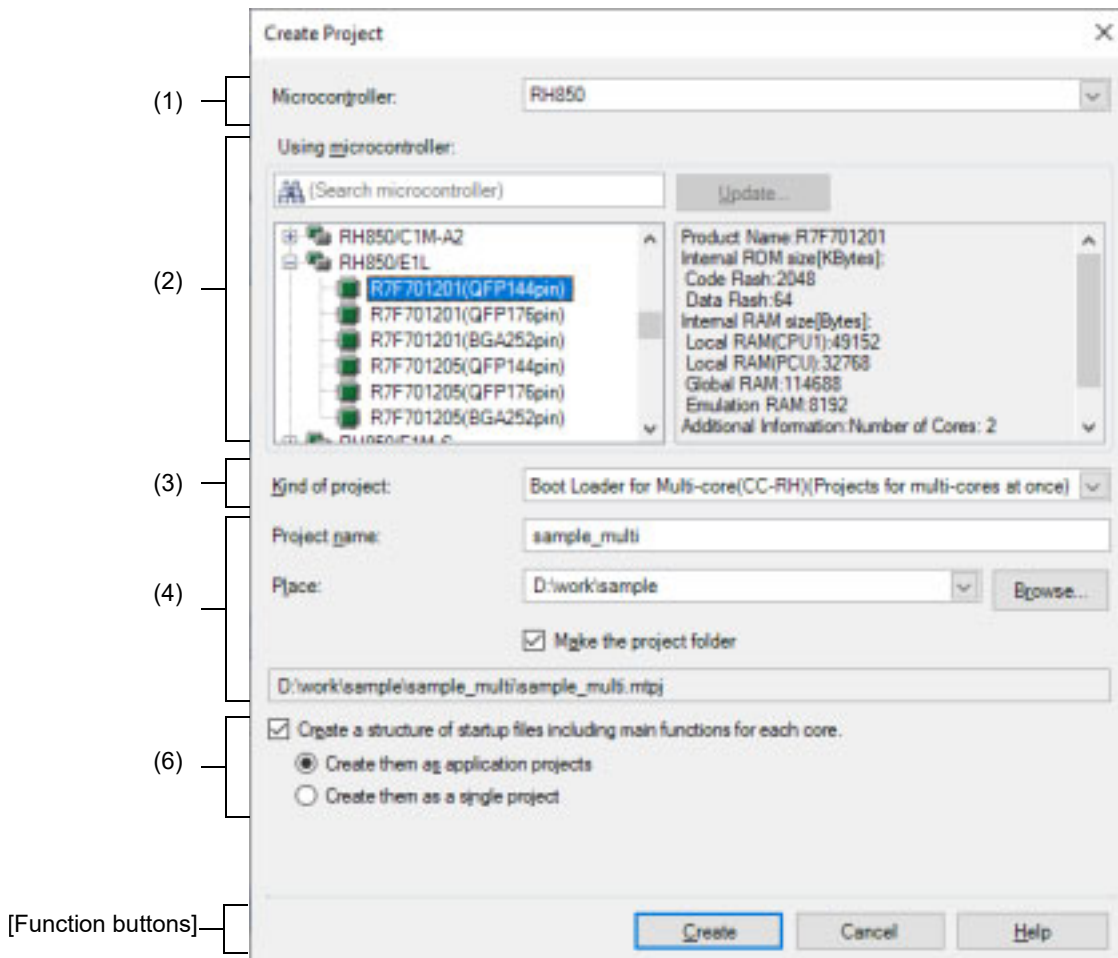 Create Project
(1)
Microcontroller: RH850
Using microcontroller:
(Search microcontroller) Update...
(2)
RH850/C1M-A2
RH850/E1L
R7F701201(QFP144pin)
R7F701201(QFP176pin)
R7F701201(BGA252pin)
R7F701205(QFP144pin)
R7F701205(QFP176pin)
R7F701205(BGA252pin)
Product Name:R7F701201
Internal ROM size[KBytes]:
Code Flash:2048
Data Flash:64
Internal RAM size[Bytes]:
Local RAM(CPU1):49152
Local RAM(PCU):32768
Global RAM:114688
Emulation RAM:8192
Additional Information:Number of Cores: 2
(3)
Kind of project: Boot Loader for Multi-core(CC-RH)(Projects for multi-cores at once)
(4)
Project name: sample_multi
Place: D:\work\sample Browse...
Make the project folder
D:\work\sample\sample_multi\sample_multi.mtpj
(6)
Create a structure of startup files including main functions for each core.
Create them as application projects
Create them as a single project
[Function buttons]
Create Cancel Help